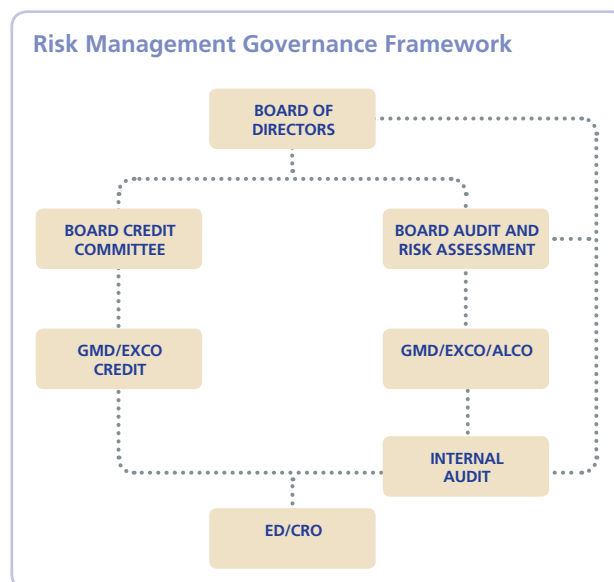 Risk Management Governance Framework
BOARD OF
DIRECTORS
BOARD CREDIT
COMMITTEE
BOARD AUDIT AND
RISK ASSESSMENT
GMD/EXCO
CREDIT
GMD/EXCO/ALCO
INTERNAL
AUDIT
ED/CRO